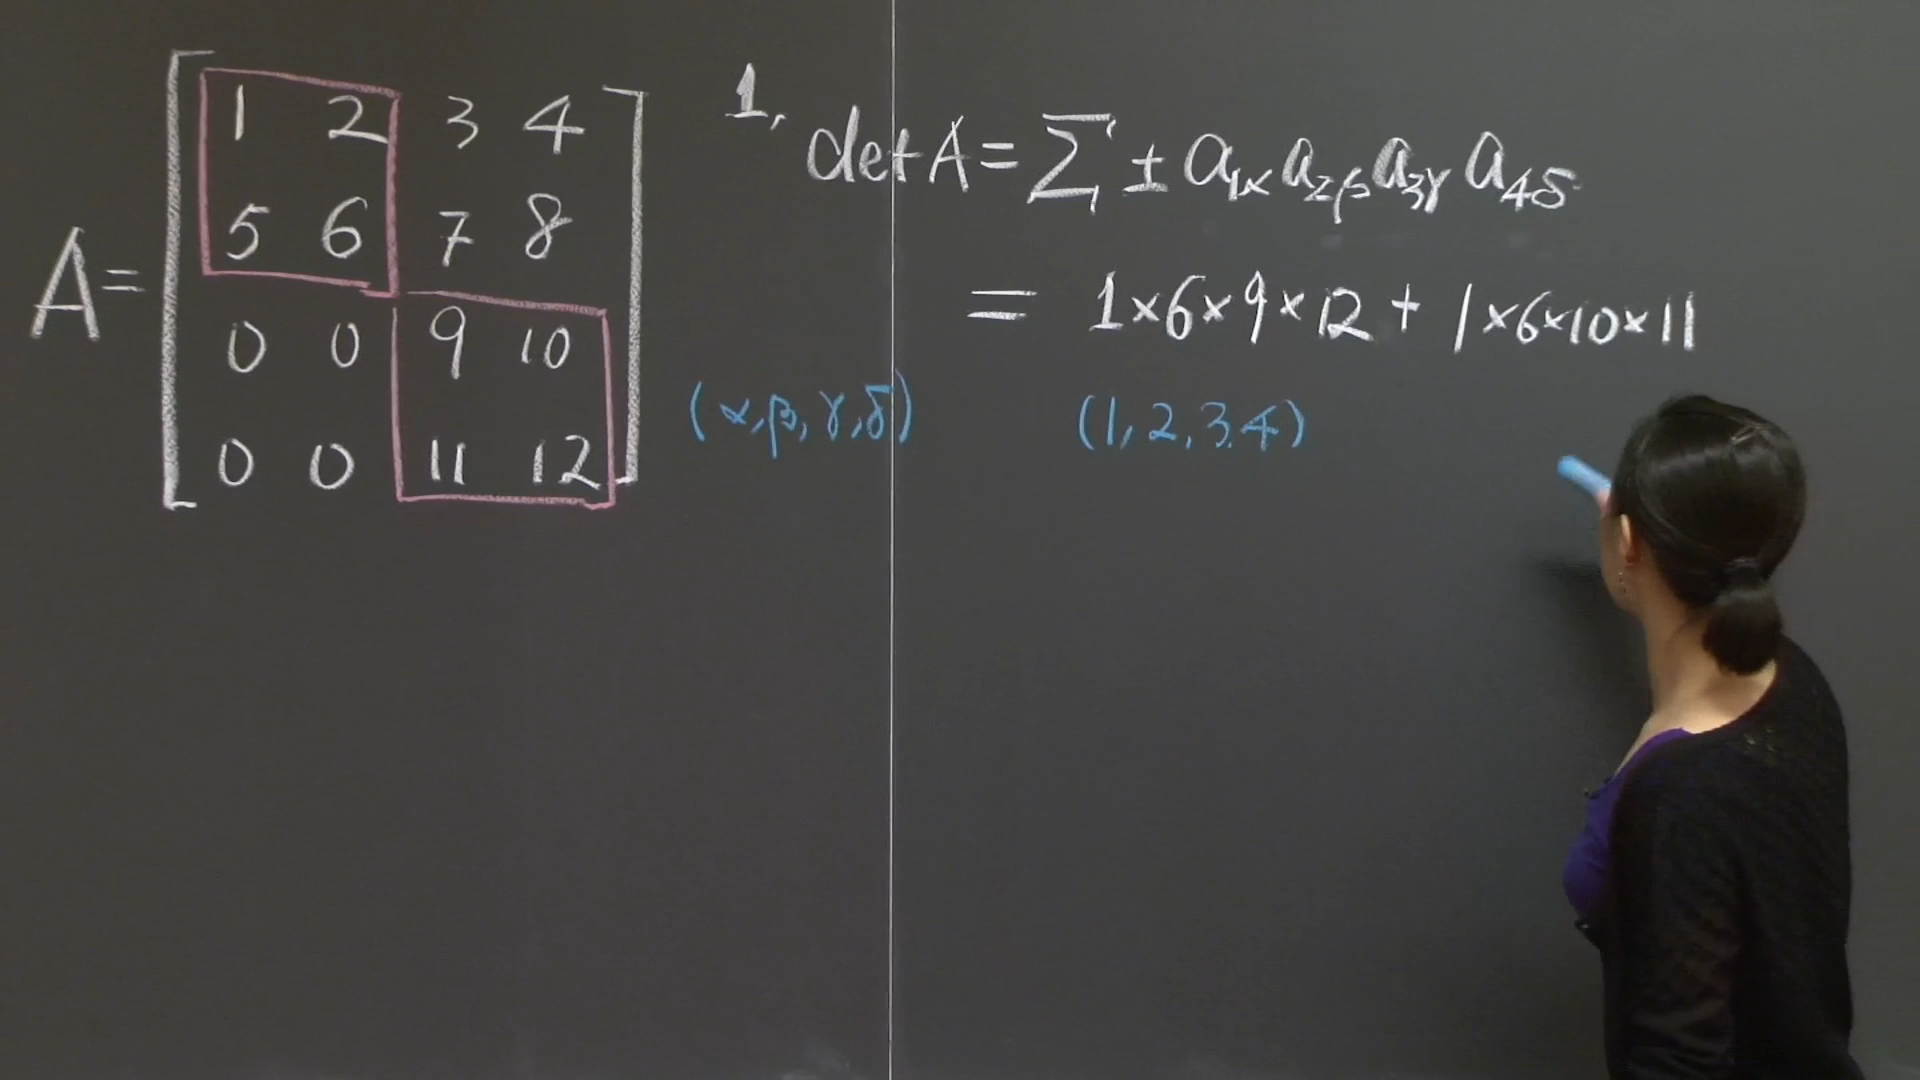 A = [ 1 2 3 4
5 6 7 8
0 0 9 10
0 0 11 12 ]
1. det A = Σ ± a₁α a₂β a₃γ a₄δ
= 1×6×9×12 + 1×6×10×11
(α, β, γ, δ) (1, 2, 3, 4)